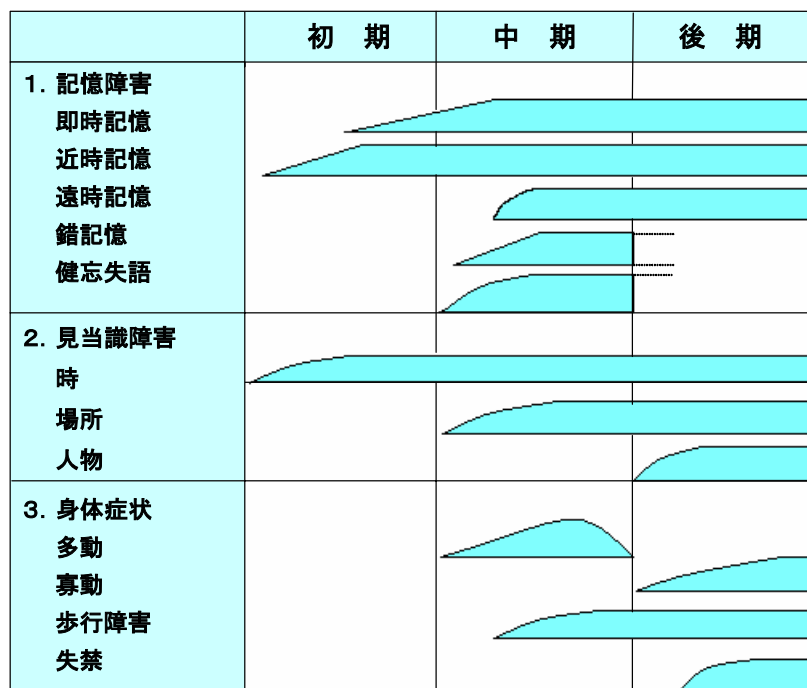 初 期 中 期 後 期
1. 記憶障害
即時記憶
近時記憶
遠時記憶
錯記憶
健忘失語
2. 見当識障害
時
場所
人物
3. 身体症状
多動
寡動
歩行障害
失禁